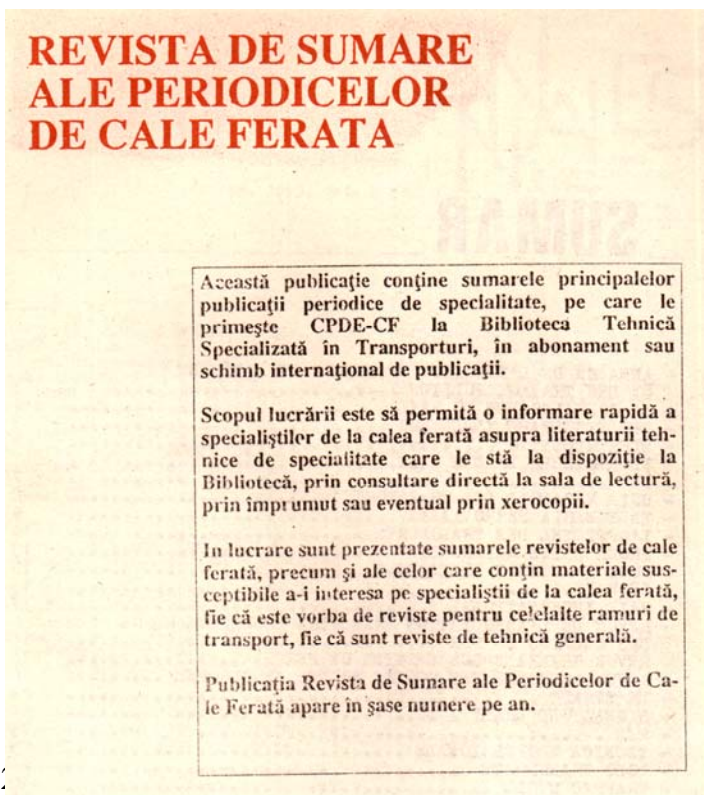 REVISTA DE SUMARE
ALE PERIODICELOR
DE CALE FERATA
SUMAR
Această publicaţie conţine sumarele principalelor
publicaţii periodice de specialitate, pe care le
primeşte CPDE-CF la Biblioteca Tehnică
Specializată în Transporturi, în abonament sau
schimb internaţional de publicaţii.
Scopul lucrării este să permită o informare rapidă a
specialiştilor de la calea ferată asupra literaturii teh-
nice de specialitate care le stă la dispoziţie la
Bibliotecă, prin consultare directă la sala de lectură,
prin împrumut sau eventual prin xerocopii.
In lucrare sunt prezentate sumarele revistelor de cale
ferată, precum şi ale celor care conţin materiale sus-
ceptibile a-i interesa pe specialiştii de la calea ferată,
fie că este vorba de reviste pentru celelalte ramuri de
transport, fie că sunt reviste de tehnică generală.
Publicaţia Revista de Sumare ale Periodicelor de Ca-
le Ferată apare în şase numere pe an.